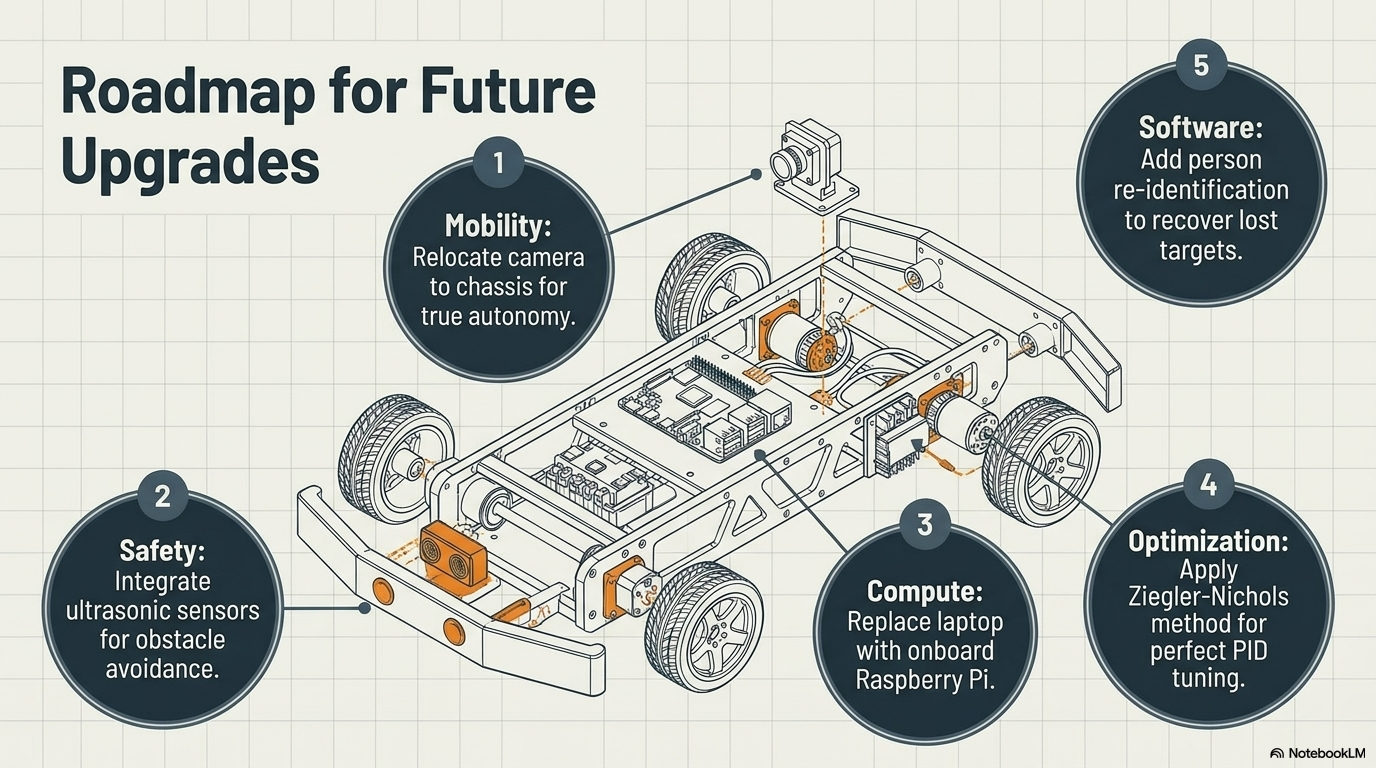 Roadmap for Future
Upgrades
1
Mobility:
Relocate camera
to chassis for
true autonomy.
2
Safety:
Integrate
ultrasonic sensors
for obstacle
avoidance.
3
Compute:
Replace laptop
with onboard
Raspberry Pi.
4
Optimization:
Apply
Ziegler-Nichols
method for
perfect PID
tuning.
5
Software:
Add person
re-identification
to recover lost
targets.
NotebookLM